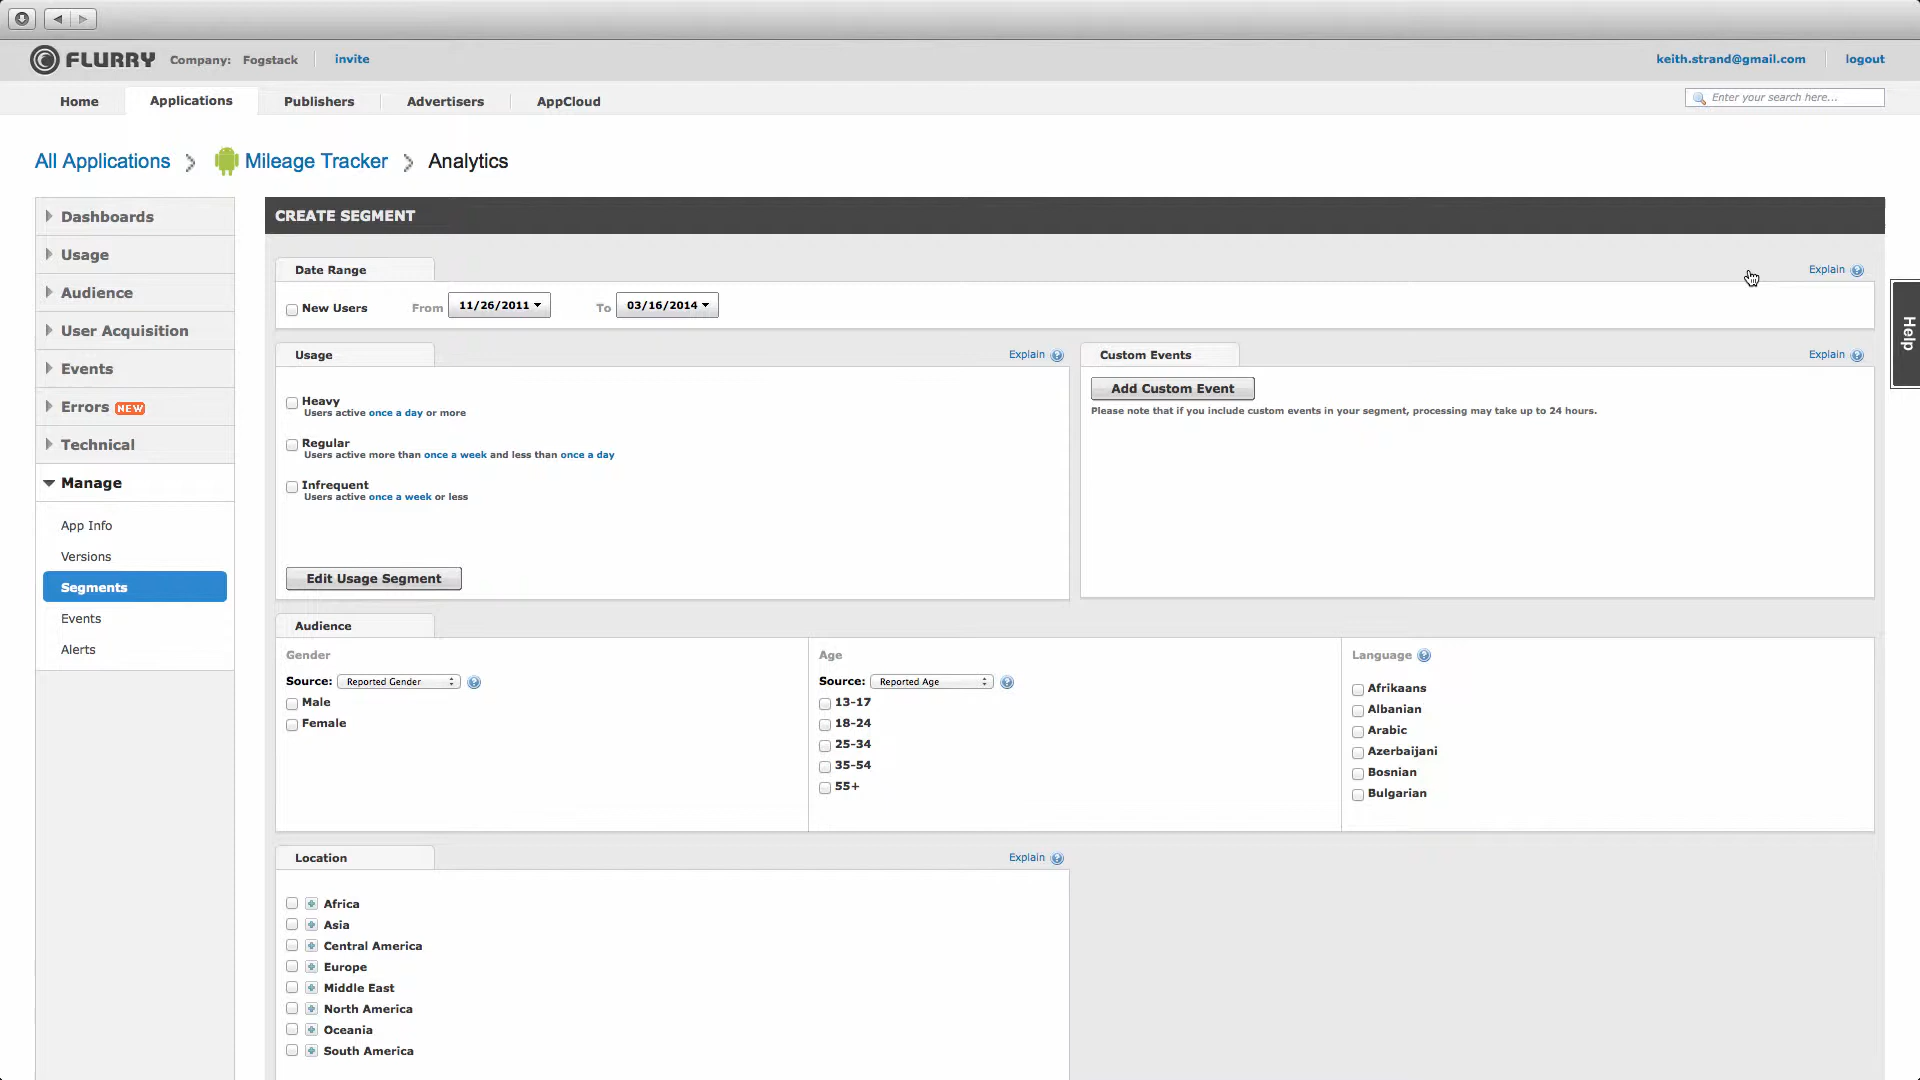 FLURRY Company: Fogstack invite keith.strand@gmail.com logout
Home Applications Publishers Advertisers AppCloud Enter your search here...
All Applications Mileage Tracker Analytics
Dashboards
Usage
Audience
User Acquisition
Events
Errors NEW
Technical
Manage
App Info
Versions
Segments
Events
Alerts
CREATE SEGMENT
Date Range Explain
New Users From 11/26/2011 To 03/16/2014
Usage Explain
Heavy
Users active once a day or more
Regular
Users active more than once a week and less than once a day
Infrequent
Users active once a week or less
Edit Usage Segment
Custom Events Explain
Add Custom Event
Please note that if you include custom events in your segment, processing may take up to 24 hours.
Audience
Gender
Source: Reported Gender
Male
Female
Age
Source: Reported Age
13-17
18-24
25-34
35-54
55+
Language
Afrikaans
Albanian
Arabic
Azerbaijani
Bosnian
Bulgarian
Location Explain
Africa
Asia
Central America
Europe
Middle East
North America
Oceania
South America
Help